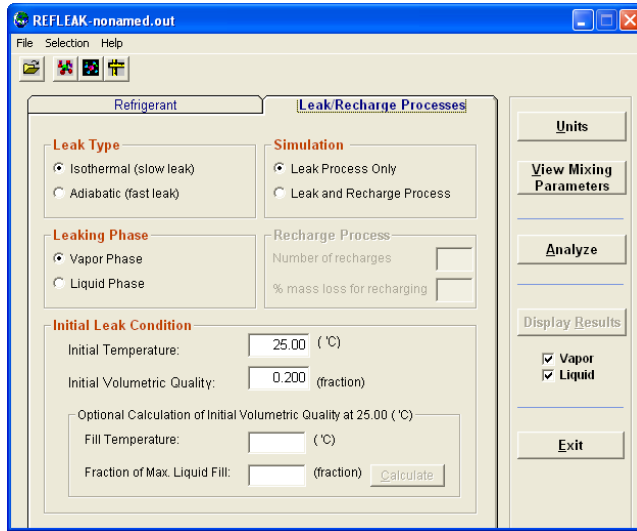 REFLEAK-nonamed.out
File Selection Help
Refrigerant
Leak/Recharge Processes
Leak Type
Isothermal (slow leak)
Adiabatic (fast leak)
Simulation
Leak Process Only
Leak and Recharge Process
Leaking Phase
Vapor Phase
Liquid Phase
Recharge Process
Number of recharges
% mass loss for recharging
Initial Leak Condition
Initial Temperature: 25.00 (°C)
Initial Volumetric Quality: 0.200 (fraction)
Optional Calculation of Initial Volumetric Quality at 25.00 (°C)
Fill Temperature: (°C)
Fraction of Max. Liquid Fill: (fraction) Calculate
Units
View Mixing
Parameters
Analyze
Display Results
Vapor
Liquid
Exit